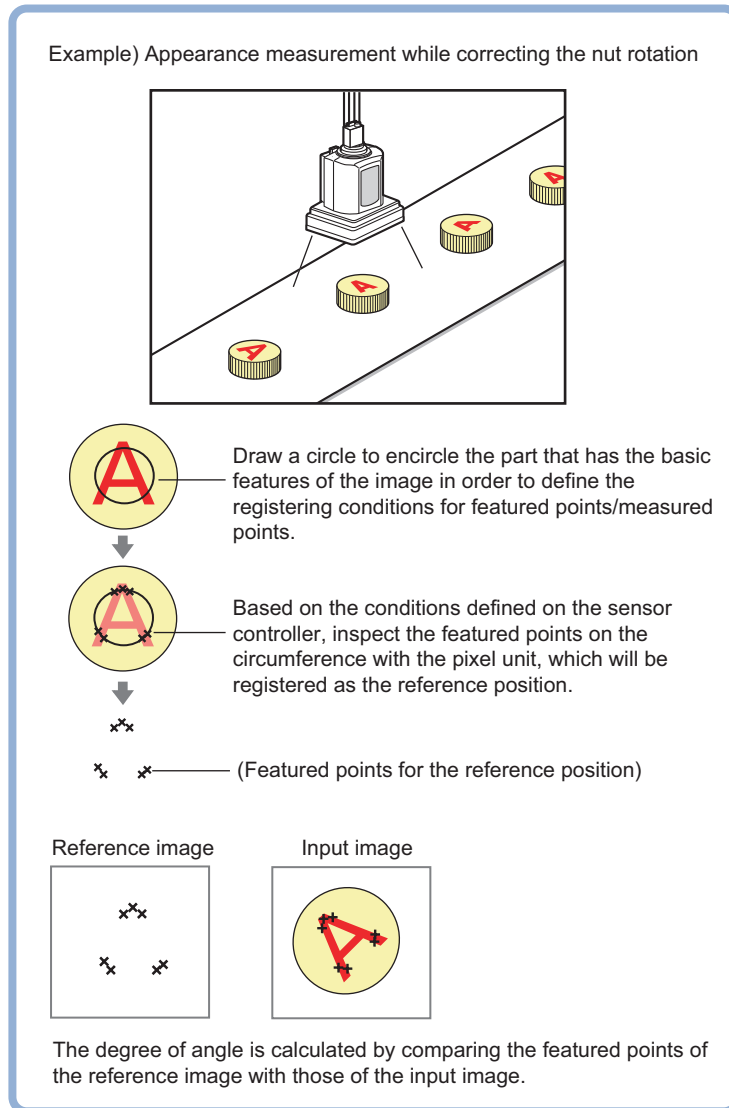 Example) Appearance measurement while correcting the nut rotation
A
A
A
A
A
Draw a circle to encircle the part that has the basic
features of the image in order to define the
registering conditions for featured points/measured
points.
A
Based on the conditions defined on the sensor
controller, inspect the featured points on the
circumference with the pixel unit, which will be
registered as the reference position.
(Featured points for the reference position)
Reference image
Input image
A
The degree of angle is calculated by comparing the featured points of
the reference image with those of the input image.